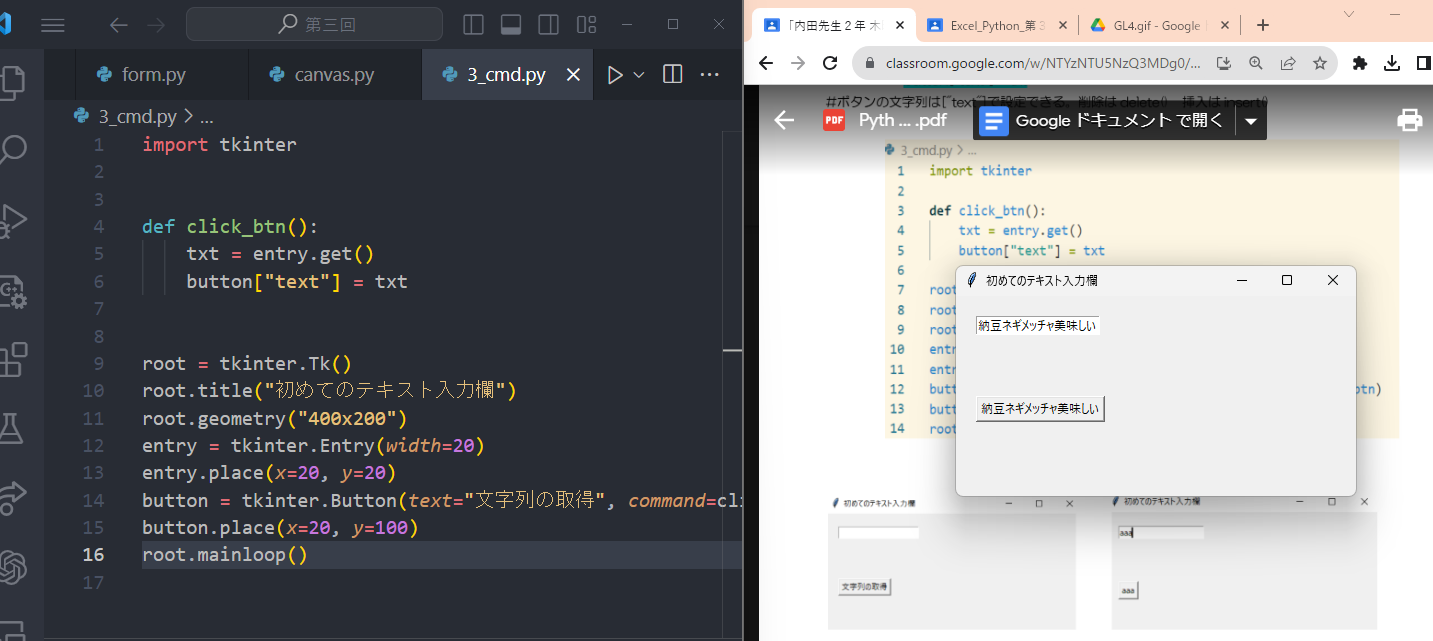 第三回
form.py
canvas.py
3_cmd.py
3_cmd.py > ...
1 import tkinter
2
3
4 def click_btn():
5 txt = entry.get()
6 button["text"] = txt
7
8
9 root = tkinter.Tk()
10 root.title("初めてのテキスト入力欄")
11 root.geometry("400x200")
12 entry = tkinter.Entry(width=20)
13 entry.place(x=20, y=20)
14 button = tkinter.Button(text="文字列の取得", command=cli
15 button.place(x=20, y=100)
16 root.mainloop()
17
「内田先生２年 木
Excel_Python_第
GL4.gif - Google
classroom.google.com/w/NTYzNTU5NzQ3MDg0/...
#ボタンの文字列は["text"]で設定できる。削除は delete() 挿入は insert()
PDF
Pyth ... .pdf
Google ドキュメント で開く
3_cmd.py > ...
1 import tkinter
2
3 def click_btn():
4 txt = entry.get()
5 button["text"] = txt
6
7 root
8 root
9 root
10 entr
11 entr
12 butt
tn)
13 butt
14 root
初めてのテキスト入力欄
納豆ネギメッチャ美味しい
納豆ネギメッチャ美味しい
初めてのテキスト入力欄
文字列の取得
初めてのテキスト入力欄
aaa
aaa